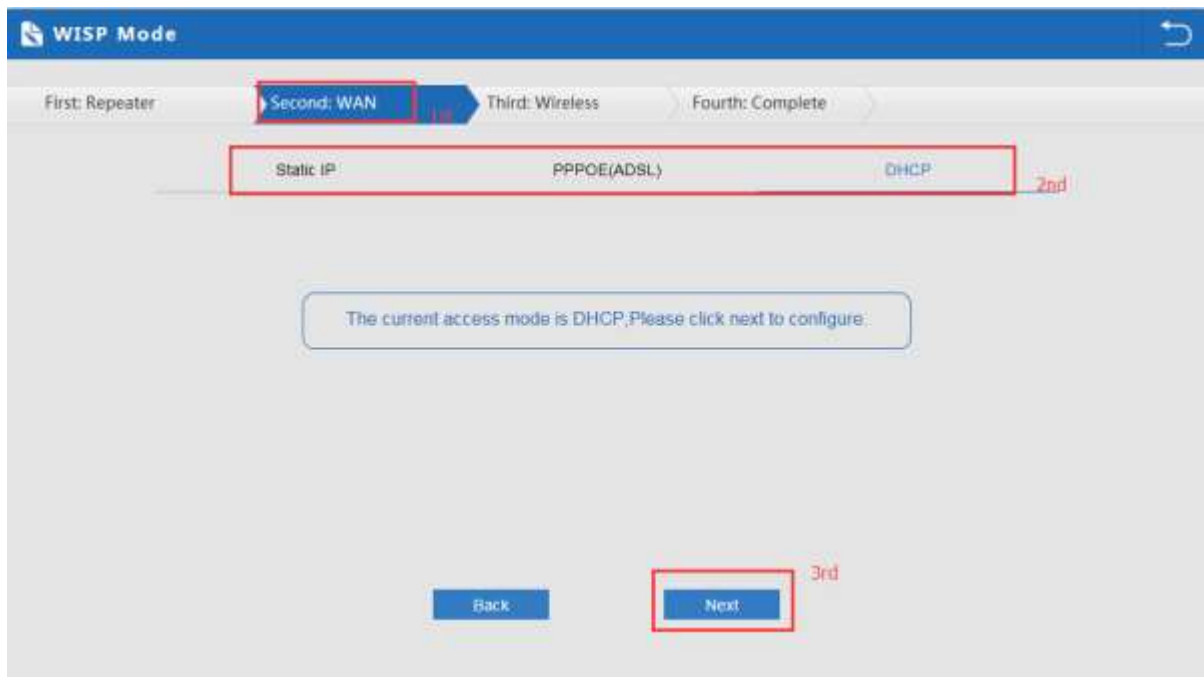 WISP Mode
First: Repeater Second: WAN 1st Third: Wireless Fourth: Complete
Static IP PPPOE(ADSL) DHCP
2nd
The current access mode is DHCP,Please click next to configure
3rd
Back Next